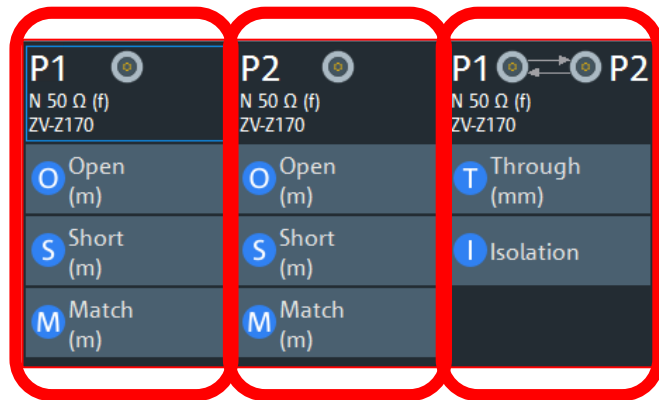 P1
N 50 Ω (f)
ZV-Z170
O Open
(m)
S Short
(m)
M Match
(m)
P2
N 50 Ω (f)
ZV-Z170
O Open
(m)
S Short
(m)
M Match
(m)
P1 P2
N 50 Ω (f)
ZV-Z170
T Through
(mm)
I Isolation